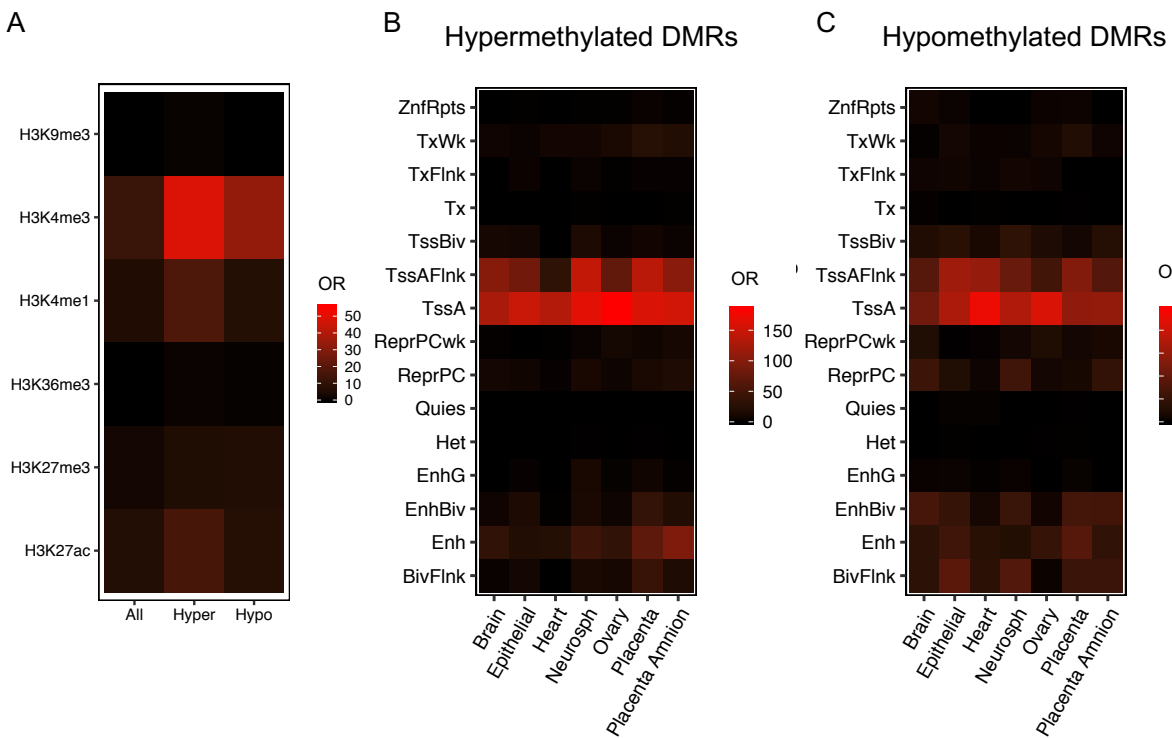 A
H3K9me3
H3K4me3
H3K4me1
H3K36me3
H3K27me3
H3K27ac
All Hyper Hypo
OR
50
40
30
20
10
0
B Hypermethylated DMRs
ZnfRpts
TxWk
TxFlnk
Tx
TssBiv
TssAFlnk
TssA
ReprPCwk
ReprPC
Quies
Het
EnhG
EnhBiv
Enh
BivFlnk
Brain
Epithelial
Heart
Neurosph
Ovary
Placenta
Placenta Amnion
OR
150
100
50
0
C Hypomethylated DMRs
ZnfRpts
TxWk
TxFlnk
Tx
TssBiv
TssAFlnk
TssA
ReprPCwk
ReprPC
Quies
Het
EnhG
EnhBiv
Enh
BivFlnk
Brain
Epithelial
Heart
Neurosph
Ovary
Placenta
Placenta Amnion